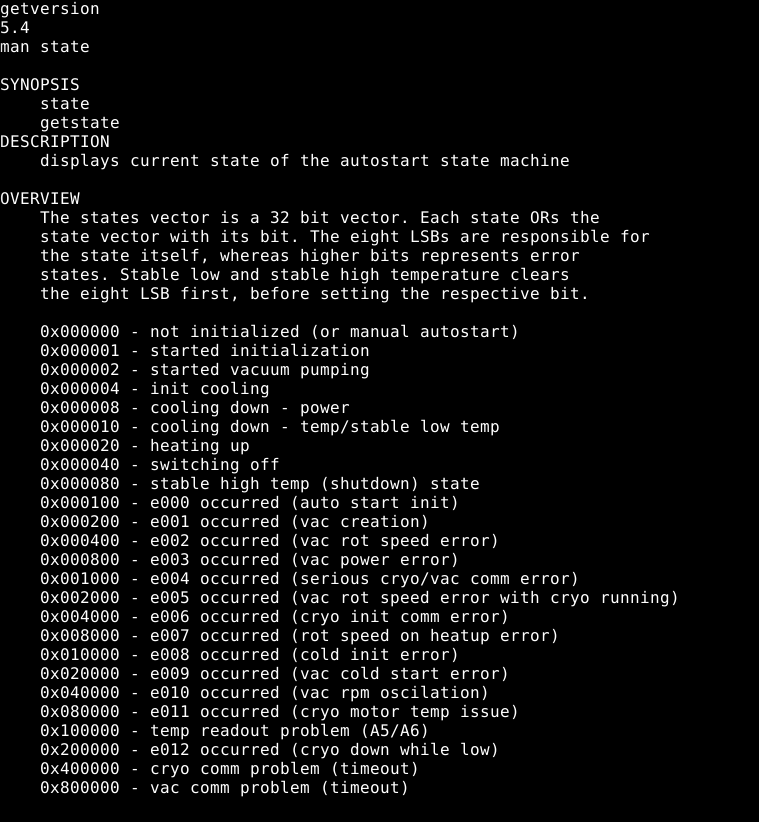 getversion
5.4
man state
SYNOPSIS
state
getstate
DESCRIPTION
displays current state of the autostart state machine
OVERVIEW
The states vector is a 32 bit vector. Each state ORs the
state vector with its bit. The eight LSBs are responsible for
the state itself, whereas higher bits represents error
states. Stable low and stable high temperature clears
the eight LSB first, before setting the respective bit.
0x000000 - not initialized (or manual autostart)
0x000001 - started initialization
0x000002 - started vacuum pumping
0x000004 - init cooling
0x000008 - cooling down - power
0x000010 - cooling down - temp/stable low temp
0x000020 - heating up
0x000040 - switching off
0x000080 - stable high temp (shutdown) state
0x000100 - e000 occurred (auto start init)
0x000200 - e001 occurred (vac creation)
0x000400 - e002 occurred (vac rot speed error)
0x000800 - e003 occurred (vac power error)
0x001000 - e004 occurred (serious cryo/vac comm error)
0x002000 - e005 occurred (vac rot speed error with cryo running)
0x004000 - e006 occurred (cryo init comm error)
0x008000 - e007 occurred (rot speed on heatup error)
0x010000 - e008 occurred (cold init error)
0x020000 - e009 occurred (vac cold start error)
0x040000 - e010 occurred (vac rpm oscilation)
0x080000 - e011 occurred (cryo motor temp issue)
0x100000 - temp readout problem (A5/A6)
0x200000 - e012 occurred (cryo down while low)
0x400000 - cryo comm problem (timeout)
0x800000 - vac comm problem (timeout)